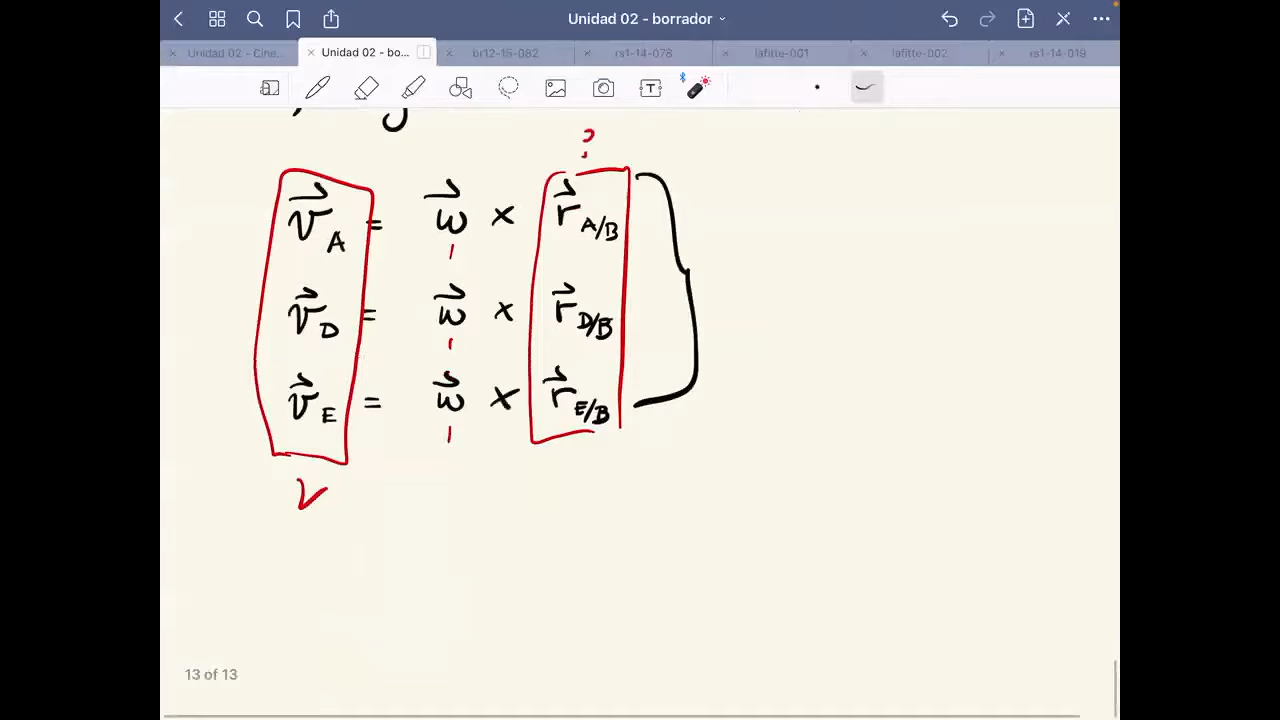 Unidad 02 - borrador
Unidad 02 - Cine...
Unidad 02 - bo...
br12-15-082
rs1-14-078
lafitte-001
lafitte-002
rs1-14-019
?
v⃗_A = ω⃗ × r⃗_A/B
v⃗_D = ω⃗ × r⃗_D/B
v⃗_E = ω⃗ × r⃗_E/B
13 of 13